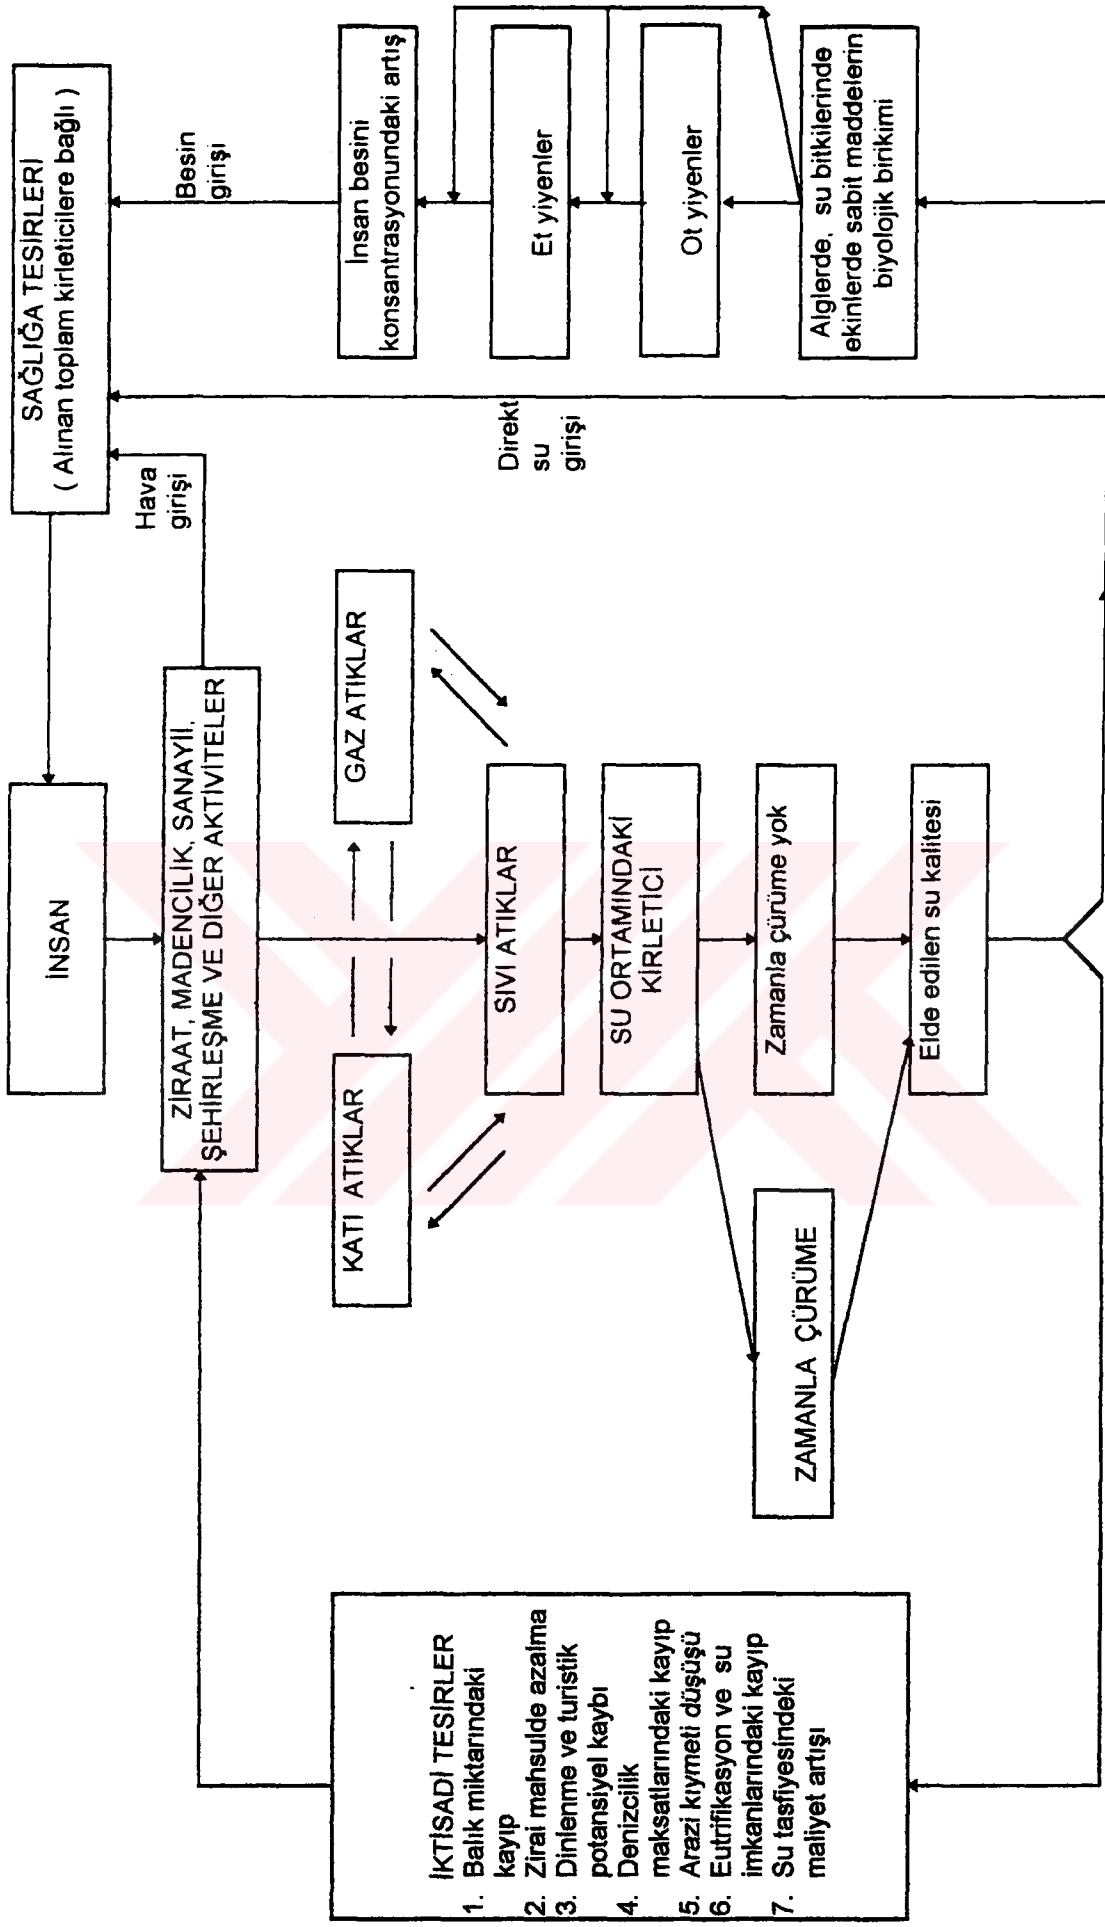 İNSAN
SAĞLIĞA TESİRLERİ
( Alınan toplam kirleticilere bağlı )
Hava
girişi
Besin
girişi
ZİRAAT, MADENCİLİK, SANAYİİ,
ŞEHİRLEŞME VE DİĞER AKTİVİTELER
KATI ATIKLAR
GAZ ATIKLAR
SIVI ATIKLAR
SU ORTAMINDAKİ
KİRLETİCİ
Zamanla çürüme yok
ZAMANLA ÇÜRÜME
Elde edilen su kalitesi
Direkt
su
girişi
İnsan besini
konsantrasyonundaki artış
Et yiyenler
Ot yiyenler
Alglerde, su bitkilerinde
ekinlerde sabit maddelerin
biyolojik birikimi
İKTİSADİ TESİRLER
1. Balık miktarındaki
kayıp
2. Zirai mahsulde azalma
3. Dinlenme ve turistik
potansiyel kaybı
4. Denizcilik
maksatlarındaki kayıp
5. Arazi kıymeti düşüşü
6. Eutrifikasyon ve su
imkanlarındaki kayıp
7. Su tasfiyesindeki
maliyet artışı